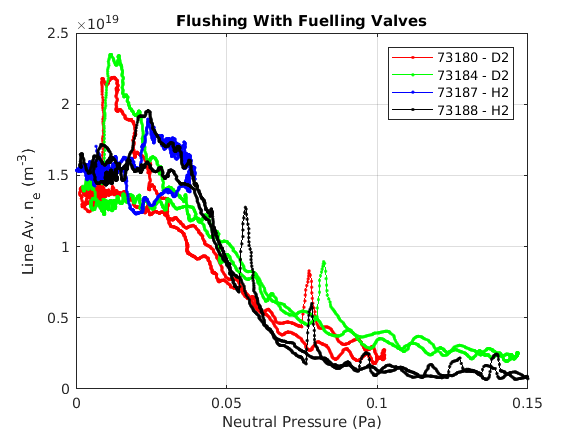 Flushing With Fuelling Valves
×10^19
2.5
2
1.5
1
0.5
0
Line Av. n_e (m^-3)
73180 - D2
73184 - D2
73187 - H2
73188 - H2
0 0.05 0.1 0.15
Neutral Pressure (Pa)